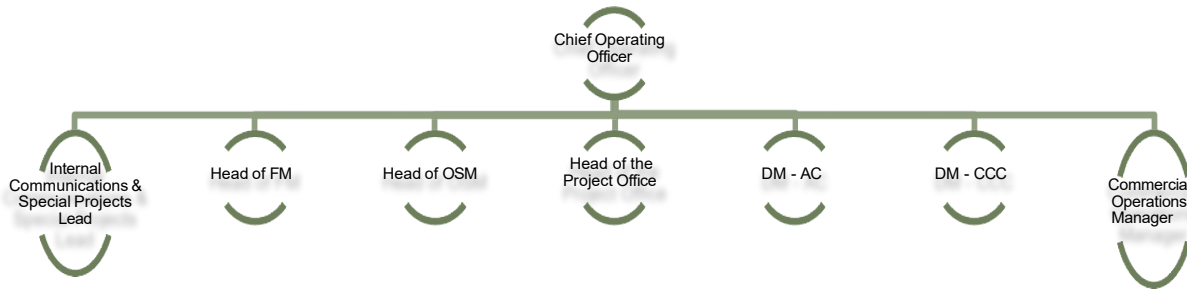 Chief Operating
Officer
Internal
Communications &
Special Projects
Lead
Head of FM
Head of OSM
Head of the
Project Office
DM - AC
DM - CCC
Commercia
Operations
Manager